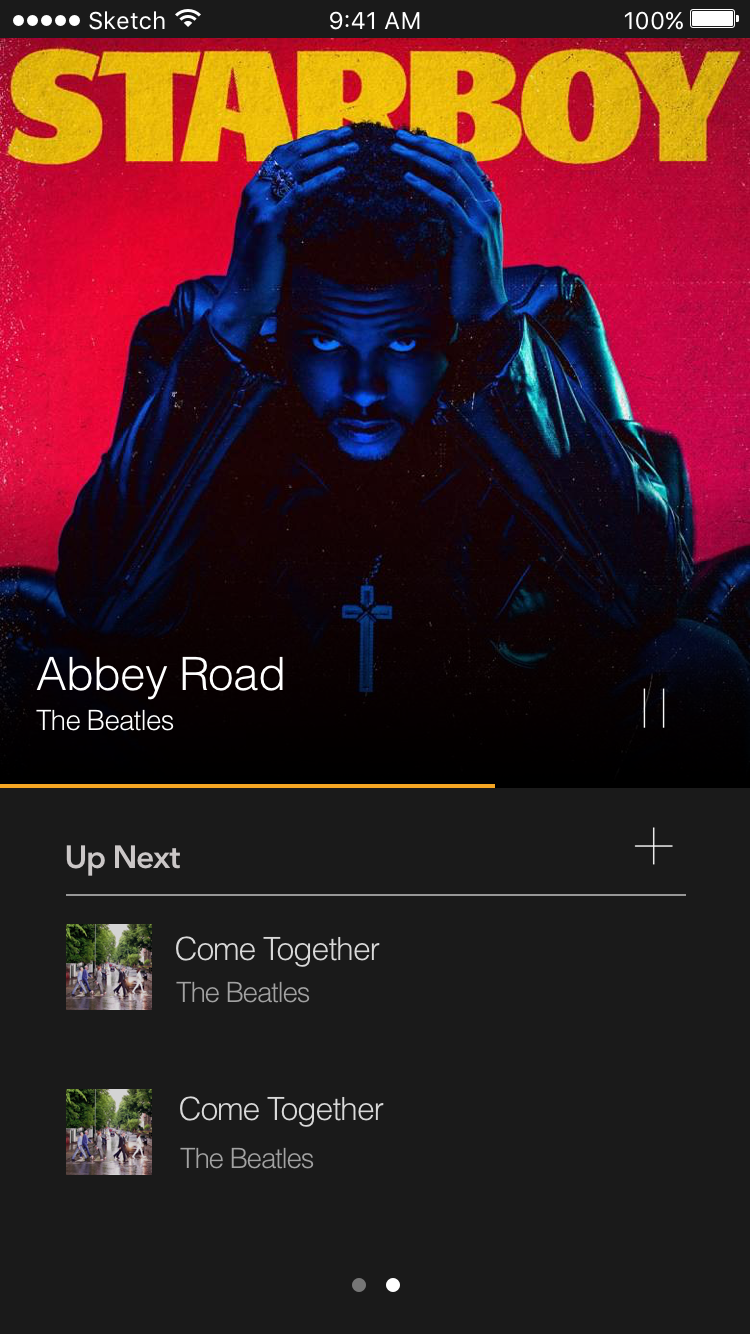 Sketch 9:41 AM 100%
STARBOY
Abbey Road
The Beatles
Up Next
Come Together
The Beatles
Come Together
The Beatles